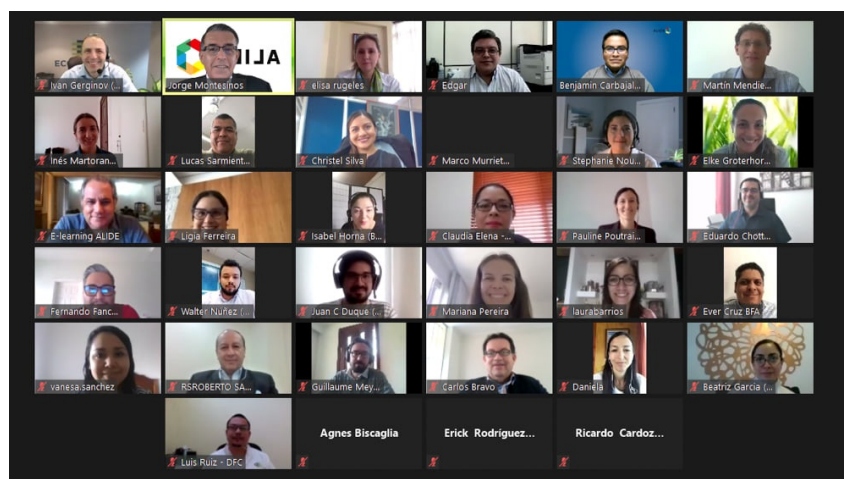 Ivan Gerginov (...
Jorge Montesinos
elisa rugeles
Edgar
Benjamin Carbajal...
Martín Mendie...
Inés Martoran...
Lucas Sarmient...
Christel Silva
Marco Murriet...
Stephanie Nou...
Elke Groterhor...
E-learning ALIDE
Ligia Ferreira
Isabel Horna (B...
Claudia Elena -...
Pauline Poutrai...
Eduardo Chott...
Fernando Fanc...
Walter Núñez (...
Juan C Duque (...
Mariana Pereira
laurabarrios
Ever Cruz BFA
vanesa.sanchez
RSROBERTO SA...
Guillaume Mey...
Carlos Bravo
Daniela
Beatriz García (...
Luis Ruiz - DFC
Agnes Biscaglia
Erick Rodriguez...
Ricardo Cardoz...